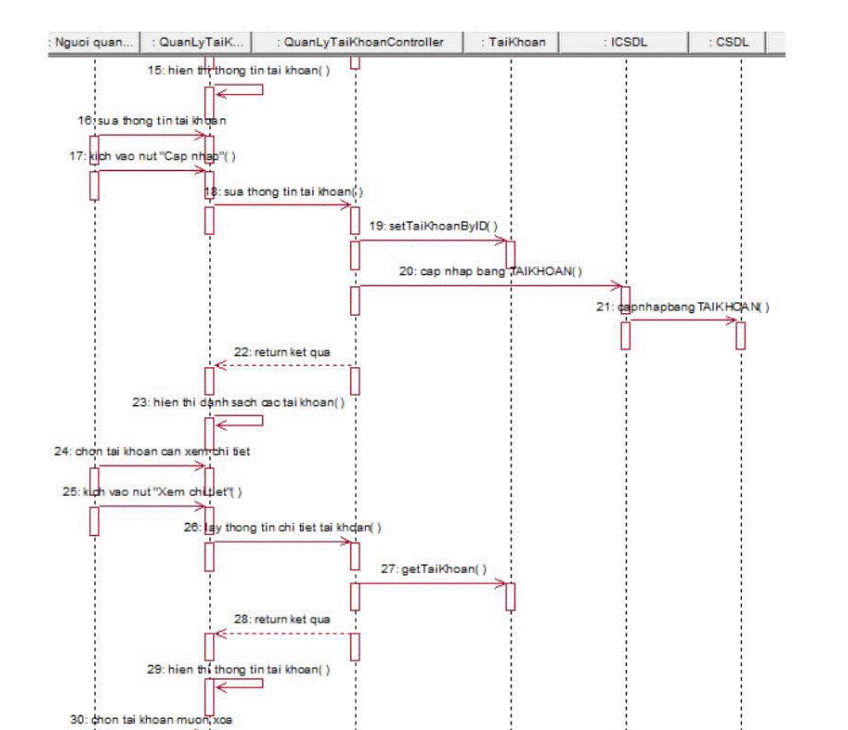 : Nguoi quan...
: QuanLyTaiK...
: QuanLyTaiKhoanController
: TaiKhoan
: ICSDL
: CSDL
15: hien thi thong tin tai khoan( )
16: sua thong tin tai khoan
17: kich vao nut "Cap nhap"( )
18: sua thong tin tai khoan( )
19: setTaiKhoanByID( )
20: cap nhap bang TAIKHOAN( )
21: capnhapbang TAIKHOAN( )
22: return ket qua
23: hien thi danh sach cac tai khoan( )
24: chon tai khoan can xem chi tiet
25: kich vao nut "Xem chi tiet"( )
26: lay thong tin chi tiet tai khoan( )
27: getTaiKhoan( )
28: return ket qua
29: hien thi thong tin tai khoan( )
30: chon tai khoan muon xoa